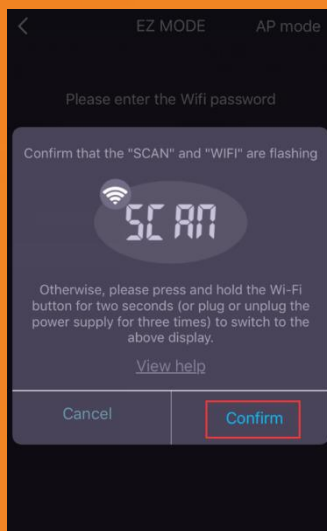 EZ MODE AP mode
Please enter the Wifi password
Confirm that the "SCAN" and "WIFI" are flashing
SCAN
Otherwise, please press and hold the Wi-Fi
button for two seconds (or plug or unplug the
power supply for three times) to switch to the
above display.
View help
Cancel Confirm